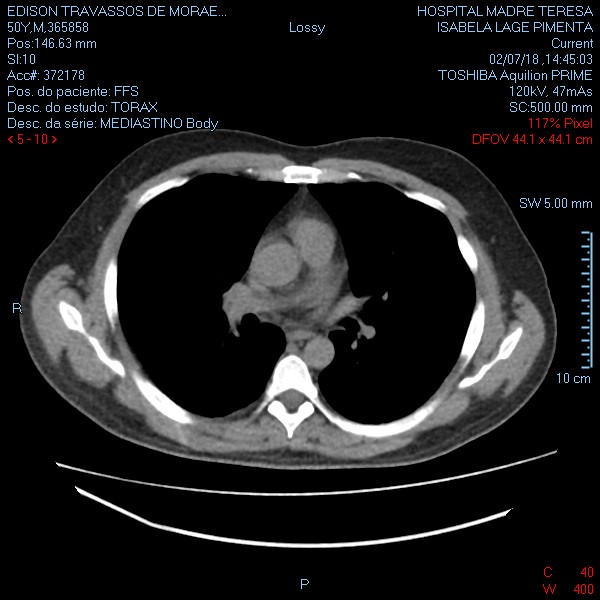 EDISON TRAVASSOS DE MORAE...
50Y,M,365858
Pos:146.63 mm
SI:10
Acc#: 372178
Pos. do paciente: FFS
Desc. do estudo: TORAX
Desc. da série: MEDIASTINO Body
< 5 - 10 >
Lossy
HOSPITAL MADRE TERESA
ISABELA LAGE PIMENTA
Current
02/07/18 ,14:45:03
TOSHIBA Aquilion PRIME
120kV, 47mAs
SC:500.00 mm
117% Pixel
DFOV 44.1 x 44.1 cm
SW 5.00 mm
R
10 cm
P
C 40
W 400